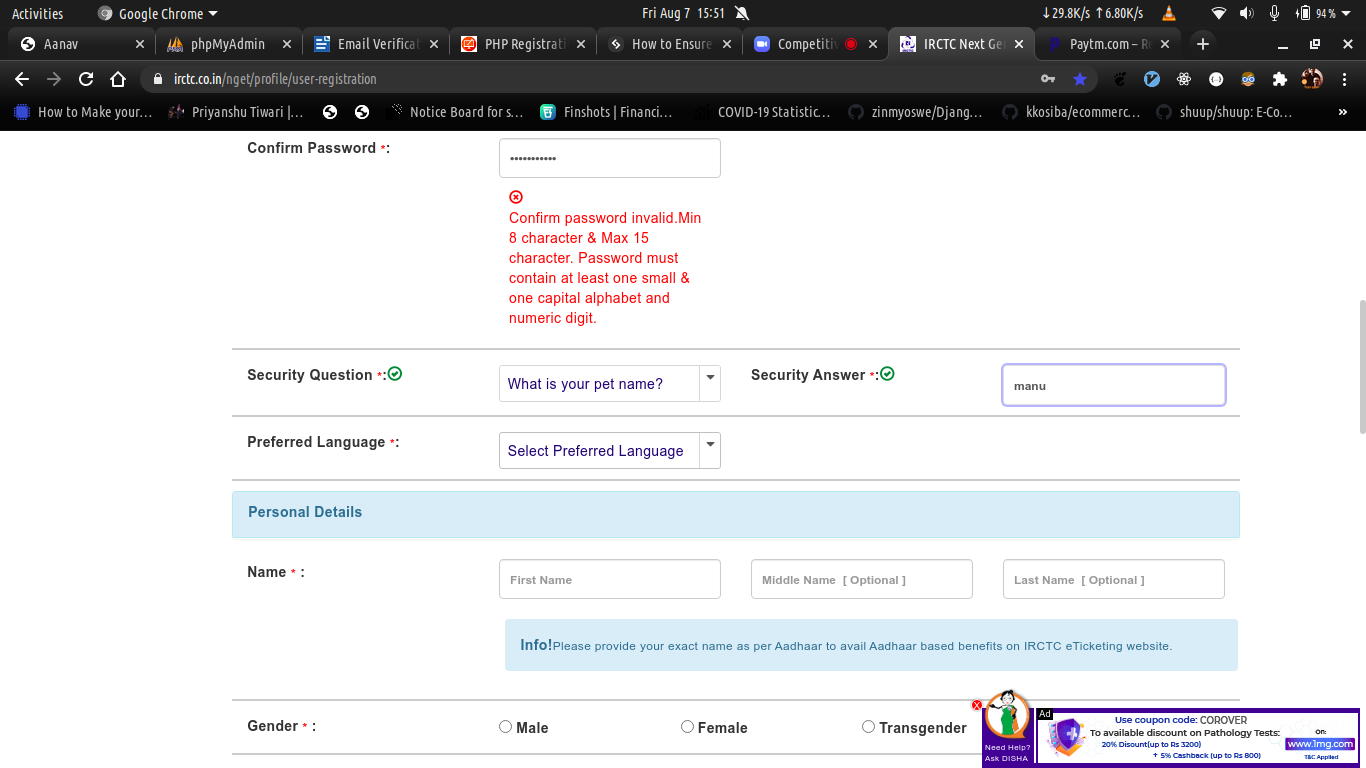 Activities Google Chrome Fri Aug 7 15:51 ↓29.8K/s ↑6.80K/s 94 %
Aanav phpMyAdmin Email Verificat PHP Registrati How to Ensure Competitiv IRCTC Next Ge Paytm.com – R
irctc.co.in/nget/profile/user-registration
How to Make your... Priyanshu Tiwari |... Notice Board for s... Finshots | Financi... COVID-19 Statistic... zinmyoswe/Djang... kkosiba/ecommerc... shuup/shuup: E-Co... »
Confirm Password *: •••••••••••
Confirm password invalid.Min
8 character & Max 15
character. Password must
contain at least one small &
one capital alphabet and
numeric digit.
Security Question *: What is your pet name? Security Answer *: manu
Preferred Language *: Select Preferred Language
Personal Details
Name * : First Name Middle Name [ Optional ] Last Name [ Optional ]
Info!Please provide your exact name as per Aadhaar to avail Aadhaar based benefits on IRCTC eTicketing website.
Gender * : Male Female Transgender
Need Help?
Ask DISHA
Ad
Use coupon code: COROVER
To available discount on Pathology Tests:
20% Discount(up to Rs 3200)
+ 5% Cashback (up to Rs 800)
On:
www.1mg.com
T&C Applied